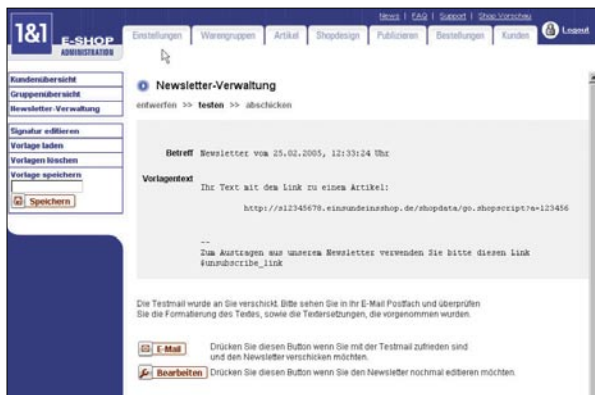 News | FAQ | Support | Shop Vorschau
1&1
E-SHOP
ADMINISTRATION
Einstellungen Warengruppen Artikel Shopdesign Publizieren Bestellungen Kunden Logout
Kundenübersicht
Gruppenübersicht
Newsletter-Verwaltung
Signatur editieren
Vorlage laden
Vorlagen löschen
Vorlage speichern
Speichern
Newsletter-Verwaltung
entwerfen >> testen >> abschicken
Betreff Newsletter vom 25.02.2005, 12:33:24 Uhr
Vorlagentext
Ihr Text mit dem Link zu einem Artikel:
http://s12345678.einsundeinsshop.de/shopdata/go.shopscript?a=123456
--
Zum Austragen aus unserem Newsletter verwenden Sie bitte diesen Link
$unsubscribe_link
Die Testmail wurde an Sie verschickt. Bitte sehen Sie in Ihr E-Mail Postfach und überprüfen
Sie die Formatierung des Textes, sowie die Textersetzungen, die vorgenommen wurden.
E-Mail Drücken Sie diesen Button wenn Sie mit der Testmail zufrieden sind
und den Newsletter verschicken möchten.
Bearbeiten Drücken Sie diesen Button wenn Sie den Newsletter nochmal editieren möchten.